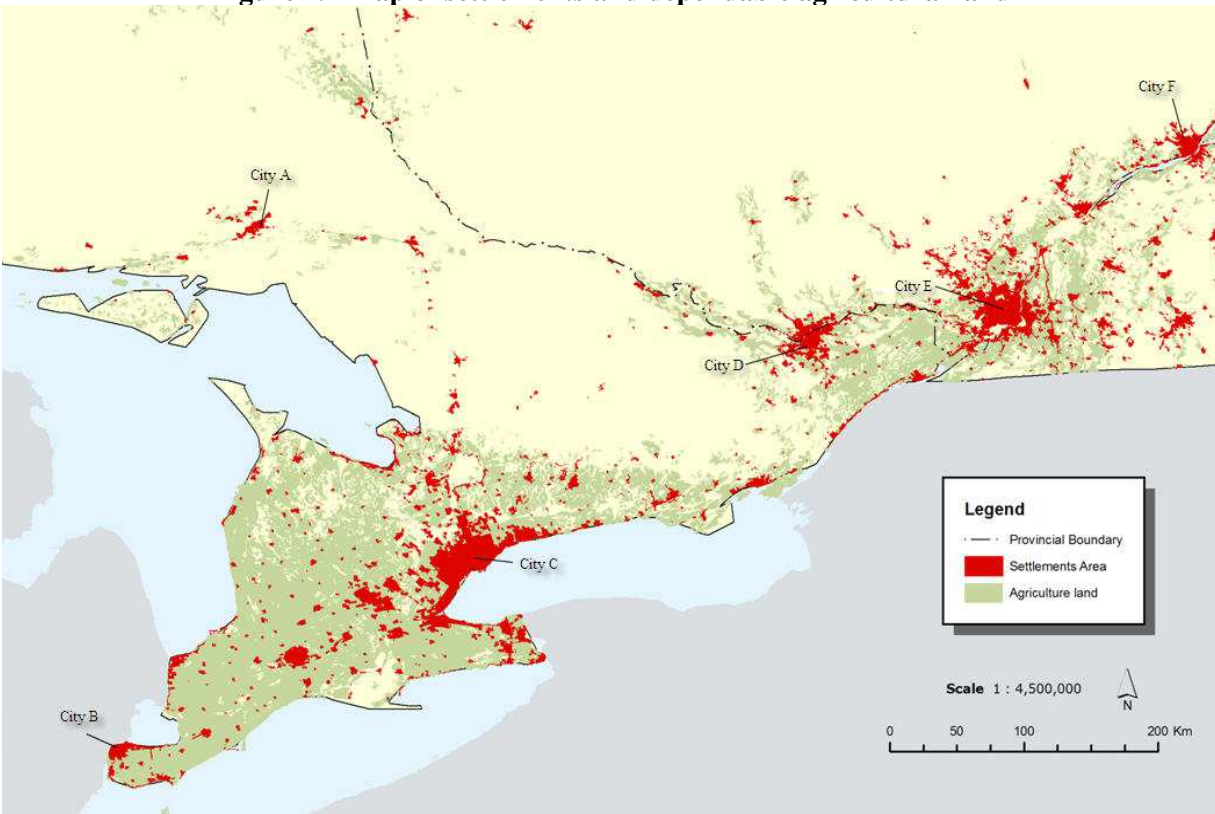 City F
City A
City E
City D
Legend
Provincial Boundary
Settlements Area
Agriculture land
City C
Scale 1 : 4,500,000
N
City B
0 50 100 200 Km